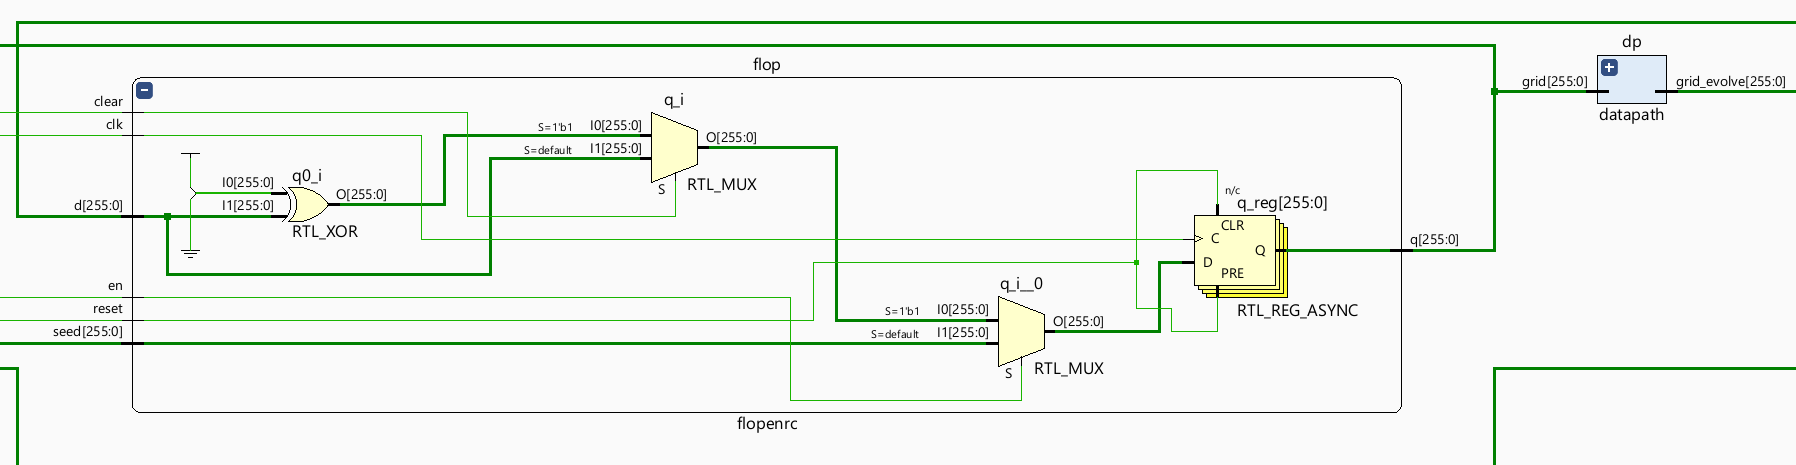 dp
flop
grid[255:0]
grid_evolve[255:0]
datapath
clear
q_i
clk
S=1'b1
I0[255:0]
O[255:0]
S=default
I1[255:0]
S
RTL_MUX
q0_i
I0[255:0]
O[255:0]
d[255:0]
I1[255:0]
RTL_XOR
n/c
q_reg[255:0]
CLR
C
Q
q[255:0]
D
PRE
RTL_REG_ASYNC
en
q_i__0
reset
S=1'b1
I0[255:0]
O[255:0]
seed[255:0]
S=default
I1[255:0]
S
RTL_MUX
flopenrc